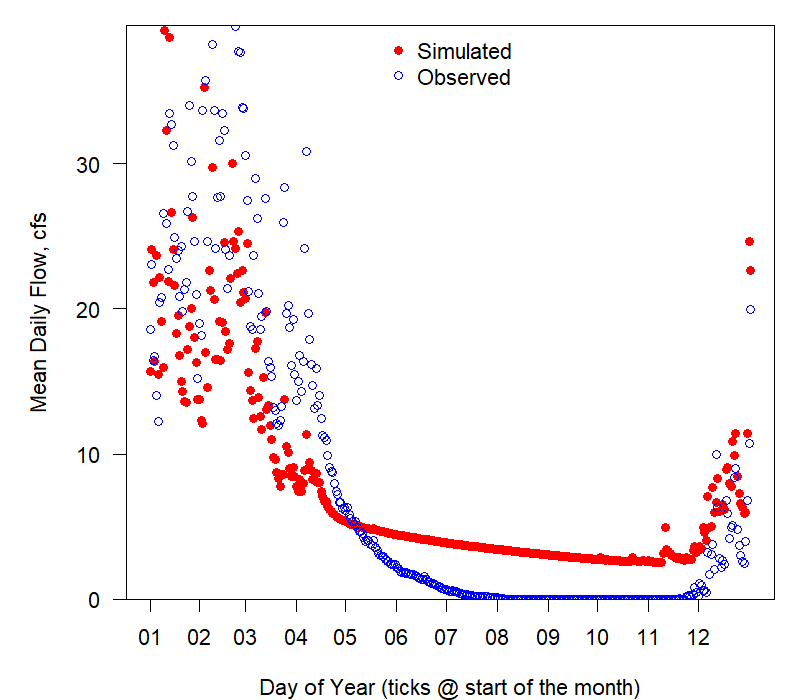 Simulated
Observed
30
20
10
0
Mean Daily Flow, cfs
01 02 03 04 05 06 07 08 09 10 11 12
Day of Year (ticks @ start of the month)